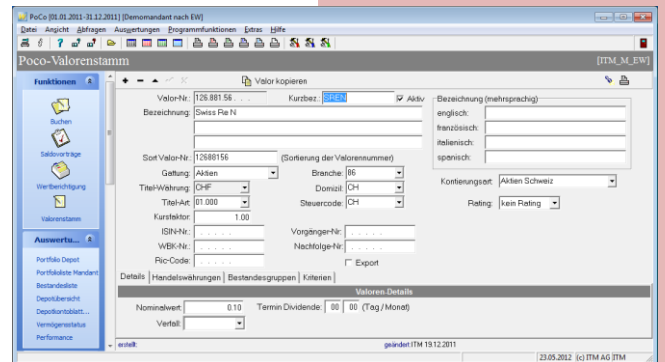 PoCo [01.01.2011-31.12.2011] [Demomandant nach EW]
Datei Ansicht Abfragen Auswertungen Programmfunktionen Extras Hilfe
Poco-Valorenstamm [ITM_M_EW]
Funktionen
Valor kopieren
Buchen
Saldovorträge
Wertberichtigung
Valorenstamm
Auswertu...
Portfolio Depot
Portfolioliste Mandant
Bestandesliste
Depotübersicht
Depotkontoblatt...
Vermögensstatus
Performance
Valor-Nr.: 126.881.56 . . . Kurzbez.: SREN Aktiv
Bezeichnung: Swiss Re N
Bezeichnung (mehrsprachig)
englisch:
französisch:
italienisch:
spanisch:
Sort Valor-Nr.: 12688156 (Sortierung der Valorennummer)
Gattung: Aktien Branche: 86
Titel-Währung: CHF Domizil: CH
Titel-Art: 01.000 Steuercode: CH
Kursfaktor: 1.00
Kontierungsart: Aktien Schweiz
Rating: kein Rating
ISIN-Nr.: . . . . . Vorgänger-Nr.: . . . . .
WBK-Nr.: . . . . . Nachfolge-Nr.: . . . . .
Ric-Code: . . . . . Export
Details Handelswährungen Bestandesgruppen Kriterien
Valoren-Details
Nominalwert: 0.10 Termin Dividende: 00 00 (Tag / Monat)
Verfall:
erstellt: geändert: ITM 19.12.2011
23.05.2012 (c) ITM AG ITM